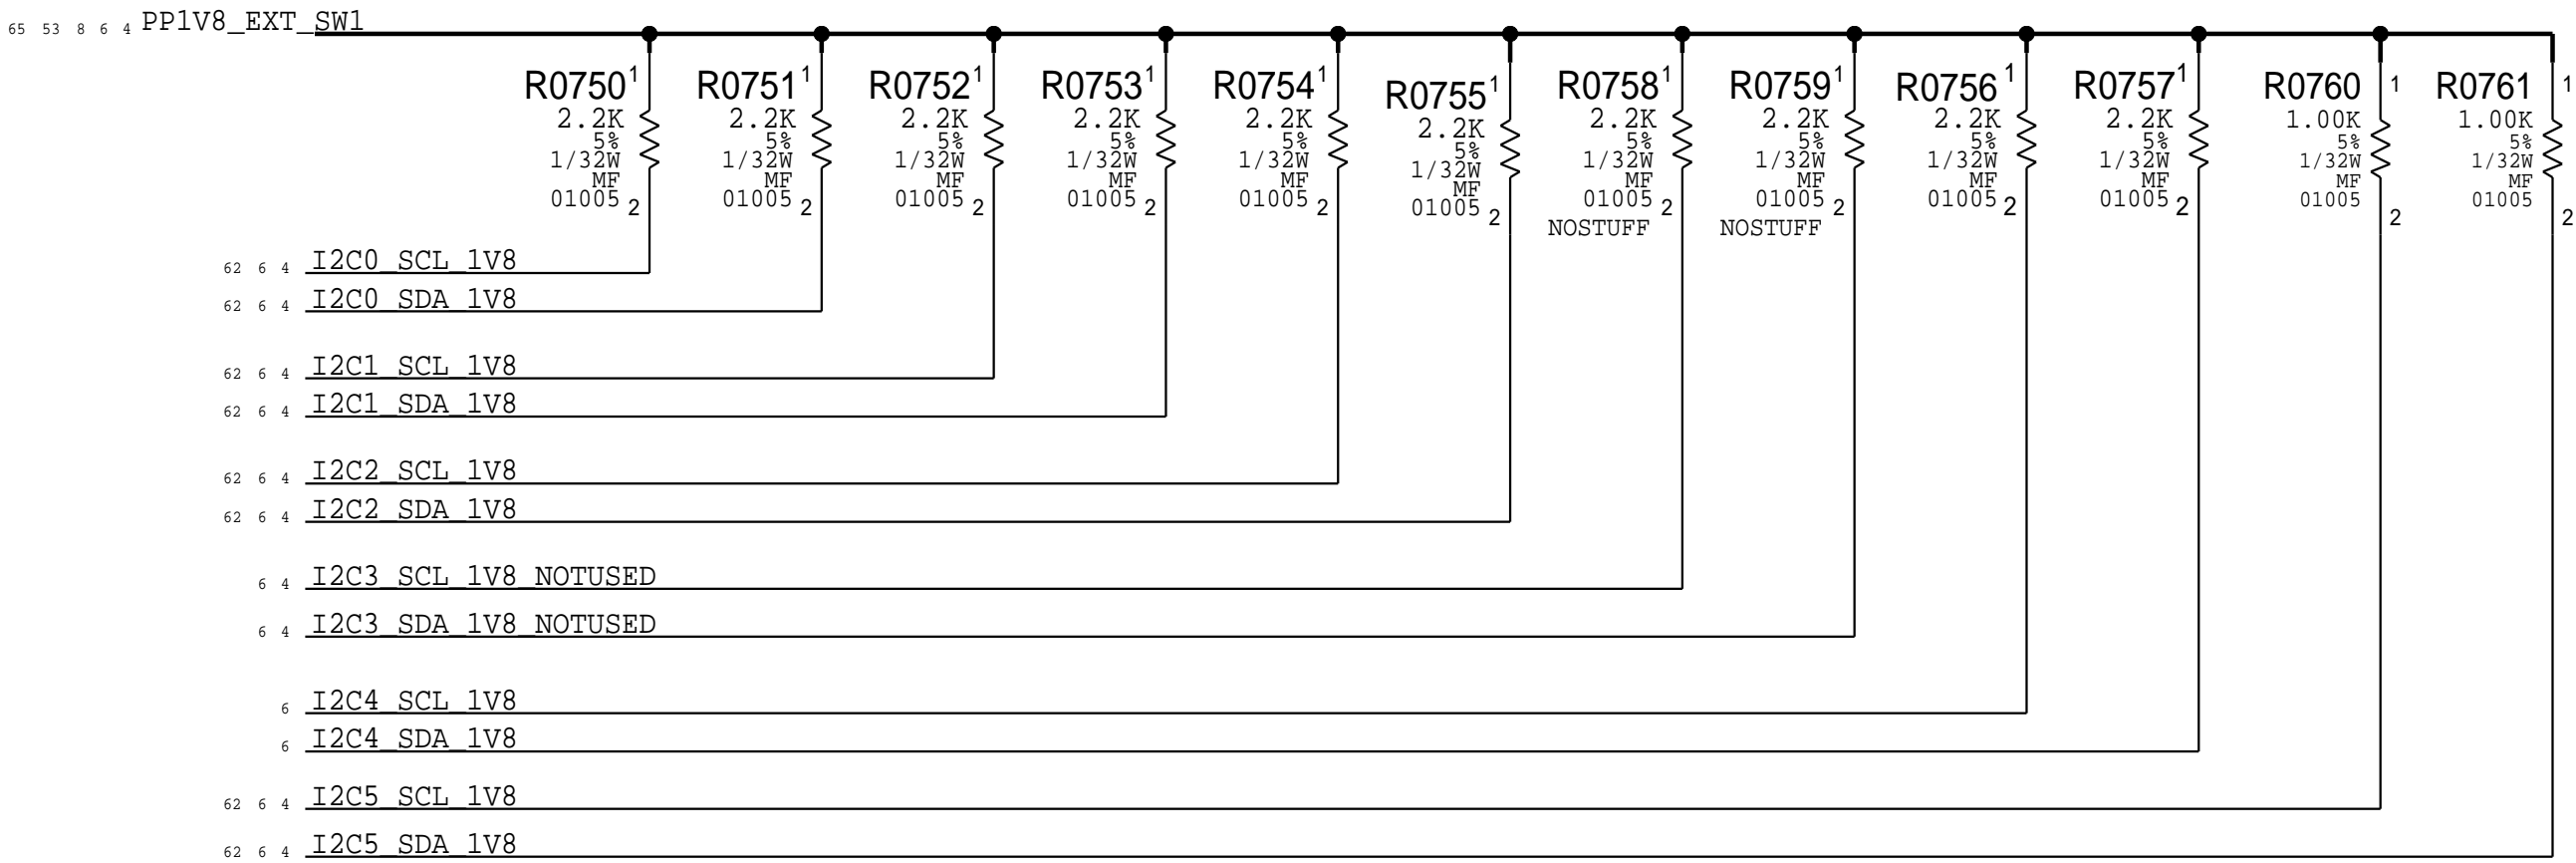 65 53 8 6 4 PP1V8_EXT_SW1
R0750 1
2.2K
5%
1/32W
MF
01005 2
R0751 1
2.2K
5%
1/32W
MF
01005 2
R0752 1
2.2K
5%
1/32W
MF
01005 2
R0753 1
2.2K
5%
1/32W
MF
01005 2
R0754 1
2.2K
5%
1/32W
MF
01005 2
R0755 1
2.2K
5%
1/32W
MF
01005 2
R0758 1
2.2K
5%
1/32W
MF
01005 2
NOSTUFF
R0759 1
2.2K
5%
1/32W
MF
01005 2
NOSTUFF
R0756 1
2.2K
5%
1/32W
MF
01005 2
R0757 1
2.2K
5%
1/32W
MF
01005 2
R0760 1
1.00K
5%
1/32W
MF
01005
2
R0761 1
1.00K
5%
1/32W
MF
01005
2
62 6 4 I2C0_SCL_1V8
62 6 4 I2C0_SDA_1V8
62 6 4 I2C1_SCL_1V8
62 6 4 I2C1_SDA_1V8
62 6 4 I2C2_SCL_1V8
62 6 4 I2C2_SDA_1V8
6 4 I2C3_SCL_1V8_NOTUSED
6 4 I2C3_SDA_1V8_NOTUSED
6 I2C4_SCL_1V8
6 I2C4_SDA_1V8
62 6 4 I2C5_SCL_1V8
62 6 4 I2C5_SDA_1V8